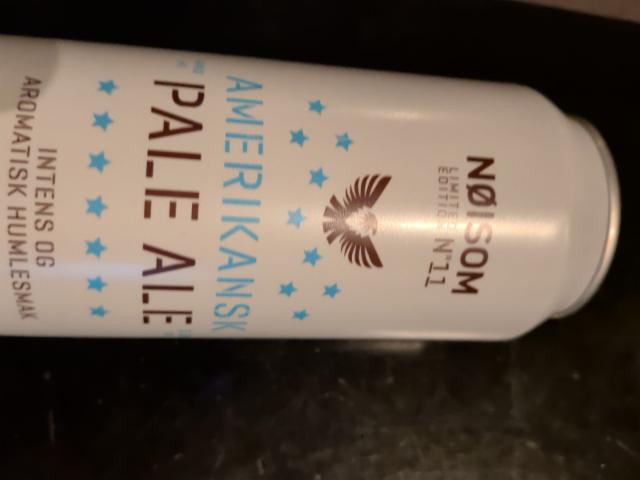 NØISOM
LIMITED
EDITION N°11
AMERIKANSK
PALE ALE
INTENS OG
AROMATISK HUMLESMAK